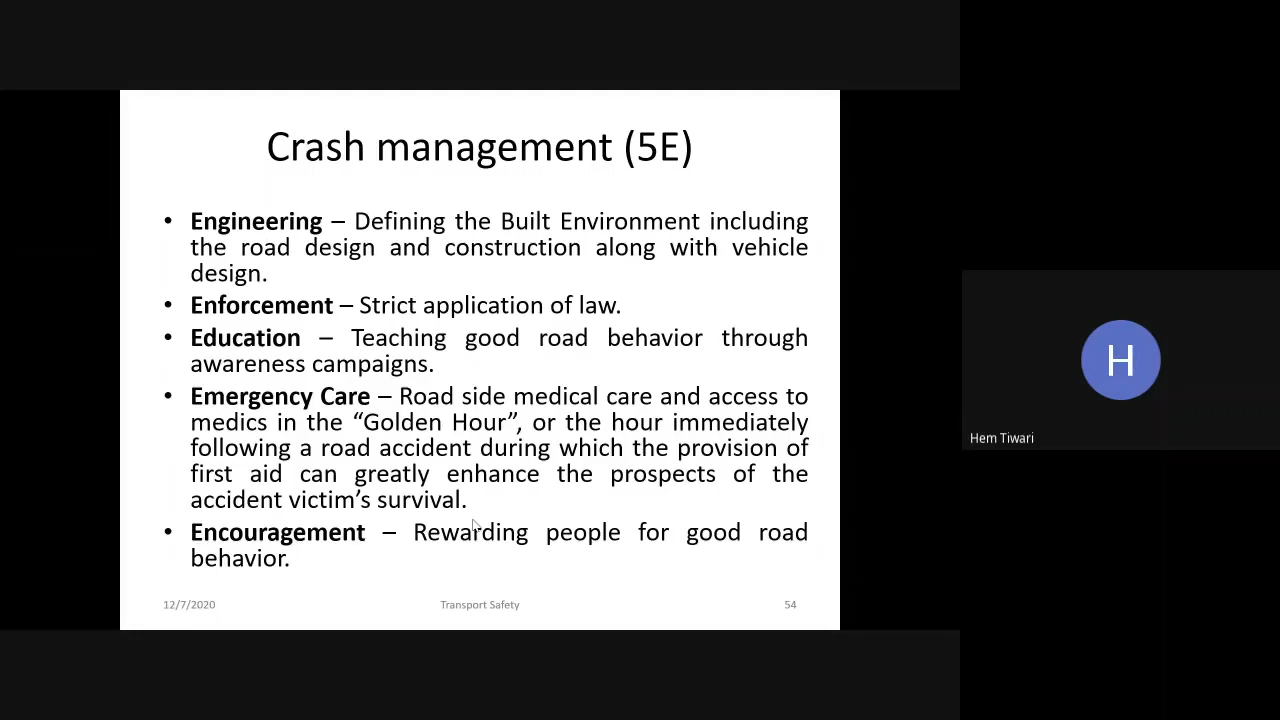 Crash management (5E)
• Engineering – Defining the Built Environment including
the road design and construction along with vehicle
design.
• Enforcement – Strict application of law.
• Education – Teaching good road behavior through
awareness campaigns.
• Emergency Care – Road side medical care and access to
medics in the “Golden Hour”, or the hour immediately
following a road accident during which the provision of
first aid can greatly enhance the prospects of the
accident victim’s survival.
• Encouragement – Rewarding people for good road
behavior.
12/7/2020
Transport Safety
54
H
Hem Tiwari